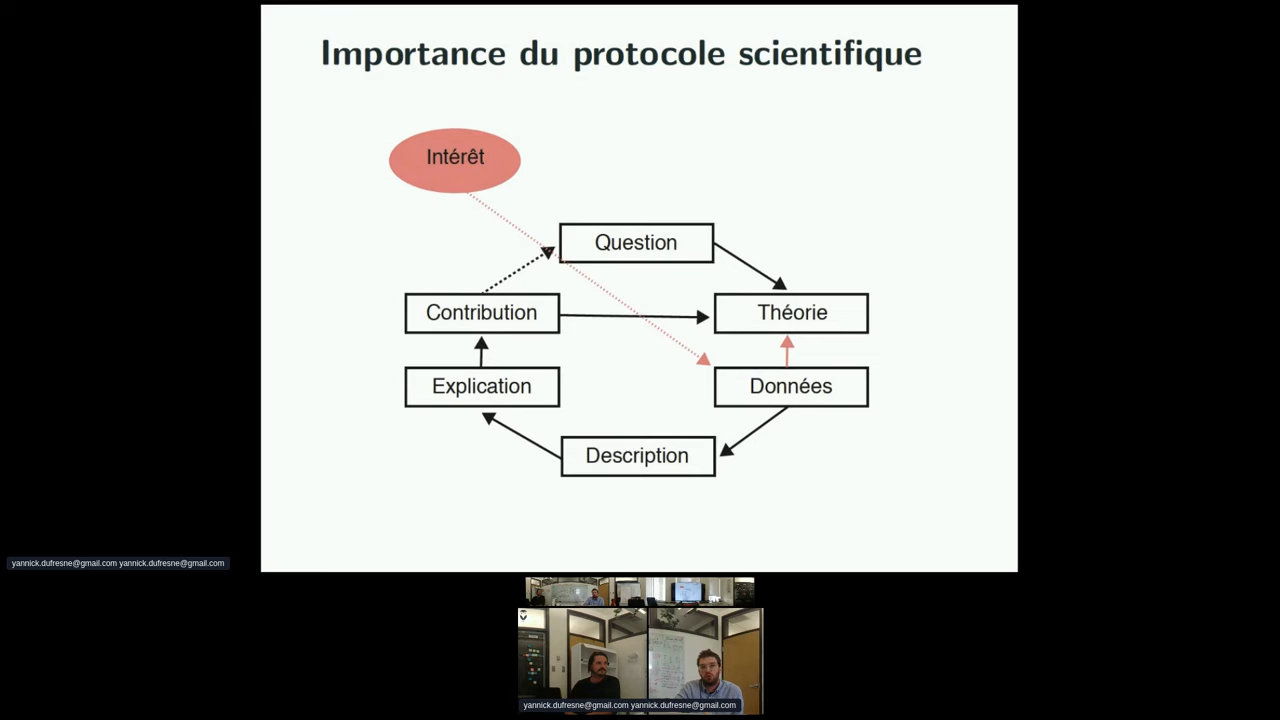 Importance du protocole scientifique
Intérêt
Question
Contribution
Théorie
Explication
Données
Description
yannick.dufresne@gmail.com yannick.dufresne@gmail.com
yannick.dufresne@gmail.com yannick.dufresne@gmail.com